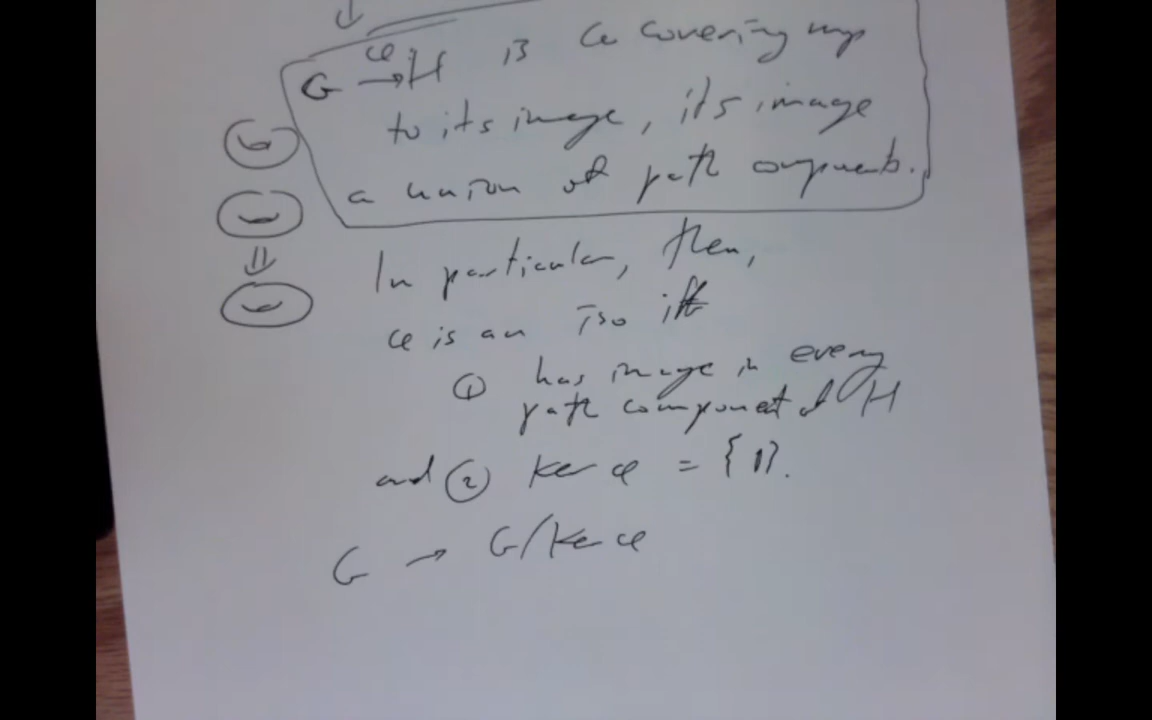 φ
G → H is a covering map
to its image, its image
a union of path components.
In particular, then,
φ is an iso iff
① has image in every
path component of H
and ② ker φ = {1}.
G → G/ker φ